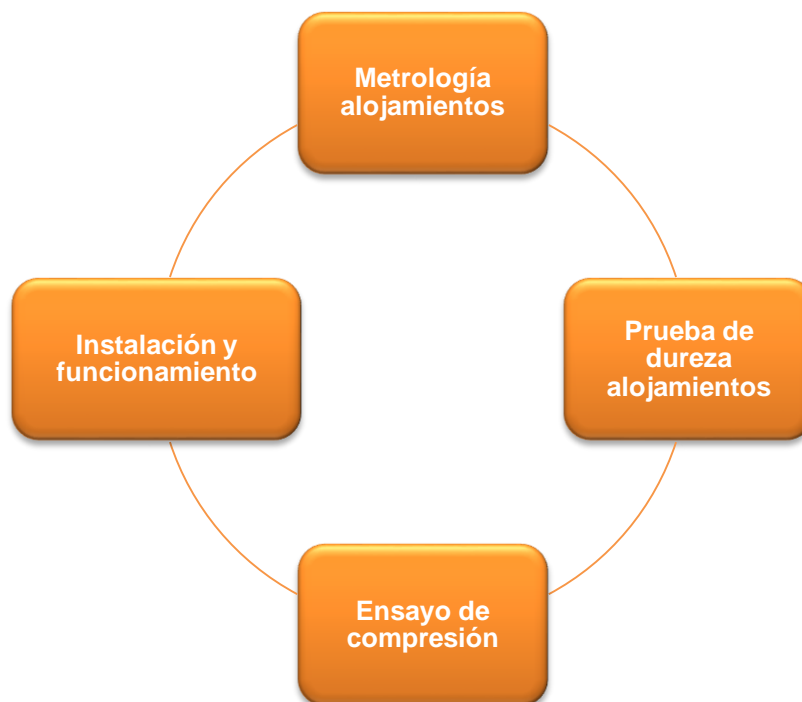 Metrología
alojamientos
Prueba de
dureza
alojamientos
Ensayo de
compresión
Instalación y
funcionamiento